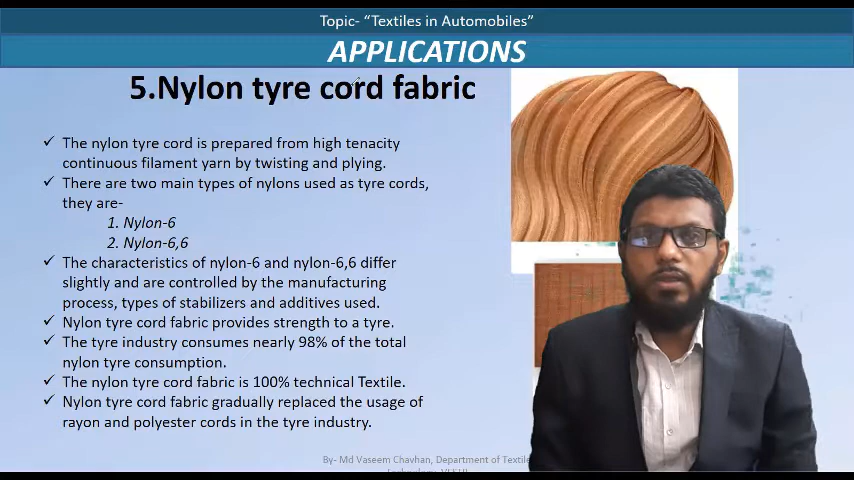 Topic- “Textiles in Automobiles”
APPLICATIONS
5.Nylon tyre cord fabric
✓ The nylon tyre cord is prepared from high tenacity
continuous filament yarn by twisting and plying.
✓ There are two main types of nylons used as tyre cords,
they are-
1. Nylon-6
2. Nylon-6,6
✓ The characteristics of nylon-6 and nylon-6,6 differ
slightly and are controlled by the manufacturing
process, types of stabilizers and additives used.
✓ Nylon tyre cord fabric provides strength to a tyre.
✓ The tyre industry consumes nearly 98% of the total
nylon tyre consumption.
✓ The nylon tyre cord fabric is 100% technical Textile.
✓ Nylon tyre cord fabric gradually replaced the usage of
rayon and polyester cords in the tyre industry.
By- Md Vaseem Chavhan, Department of Textile